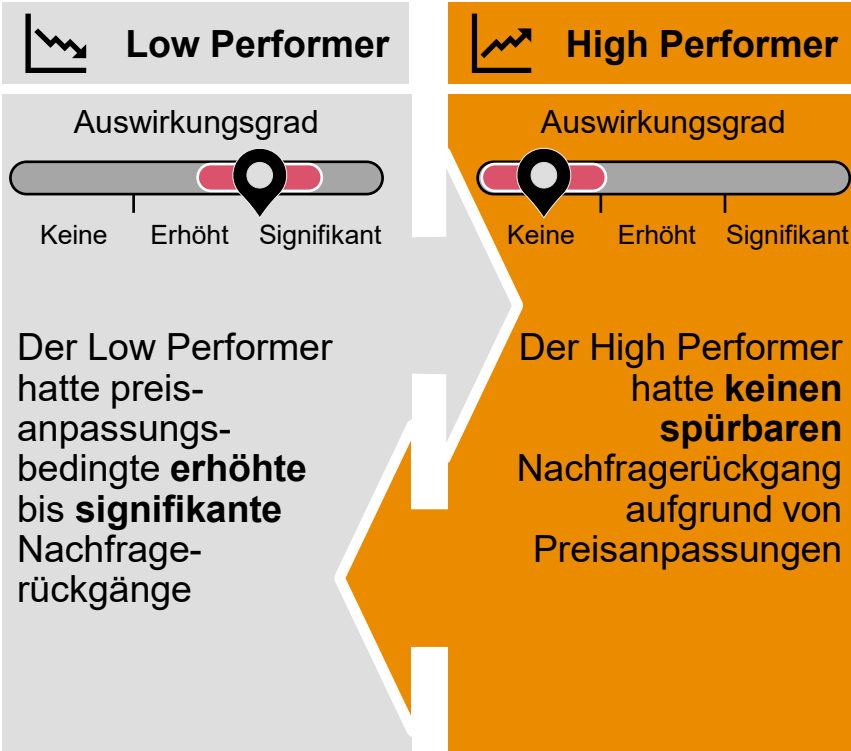 Low Performer
Auswirkungsgrad
Keine
Erhöht
Signifikant
Der Low Performer
hatte preis-
anpassungs-
bedingte erhöhte
bis signifikante
Nachfrage-
rückgänge
High Performer
Auswirkungsgrad
Keine
Erhöht
Signifikant
Der High Performer
hatte keinen
spürbaren
Nachfragerückgang
aufgrund von
Preisanpassungen